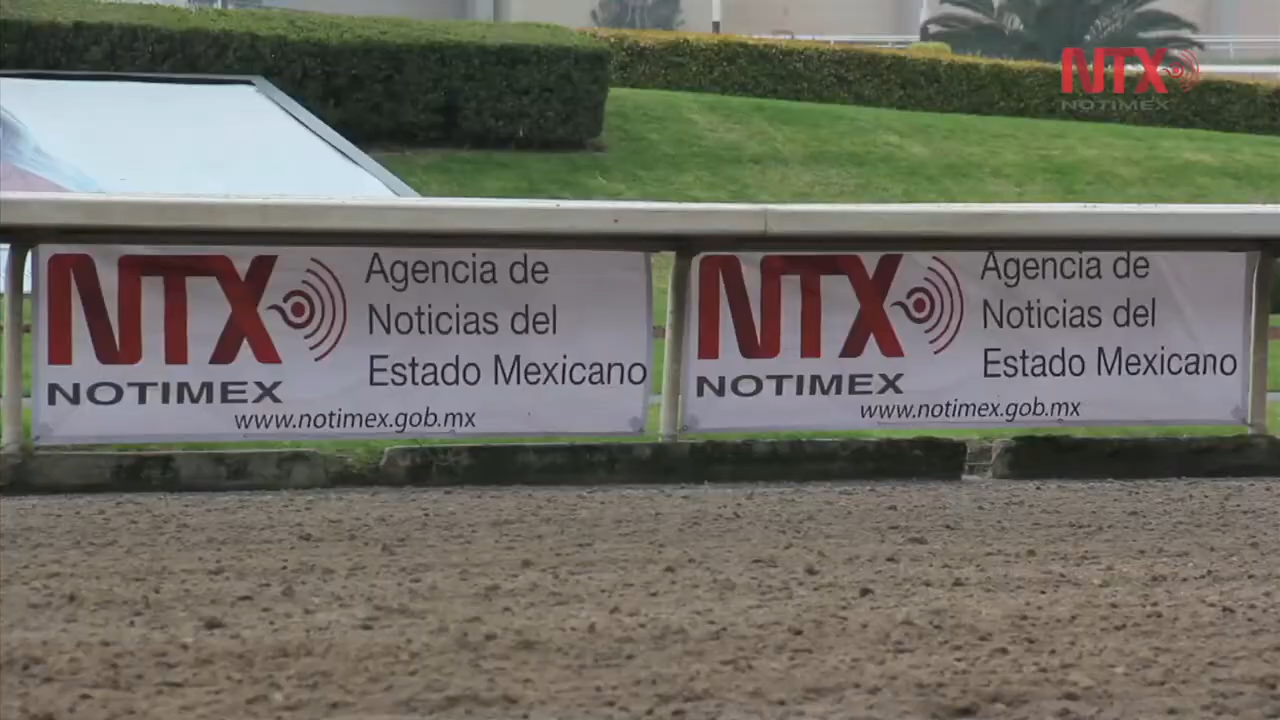 NTX
NOTIMEX
NTX
NOTIMEX
Agencia de
Noticias del
Estado Mexicano
www.notimex.gob.mx
NTX
NOTIMEX
Agencia de
Noticias del
Estado Mexicano
www.notimex.gob.mx